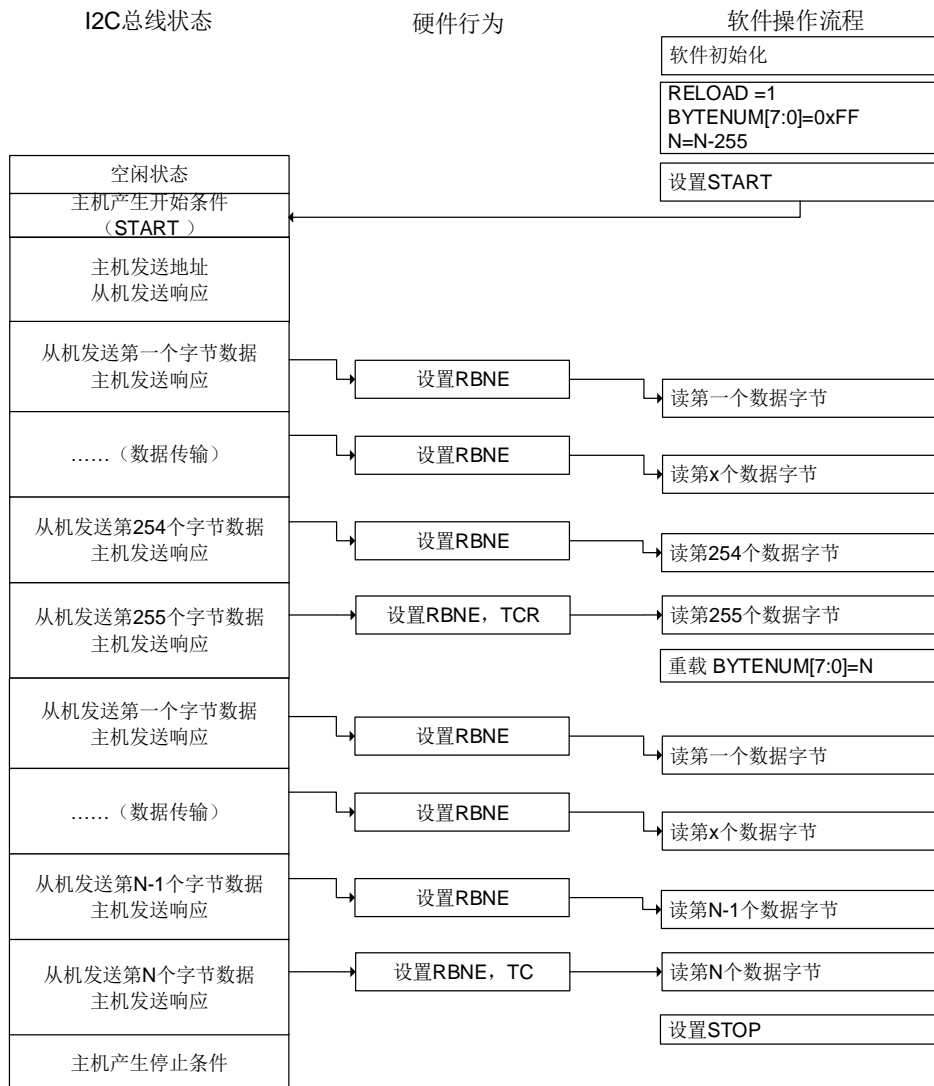 I2C总线状态
硬件行为
软件操作流程
软件初始化
RELOAD =1
BYTENUM[7:0]=0xFF
N=N-255
设置START
空闲状态
主机产生开始条件
（START ）
主机发送地址
从机发送响应
从机发送第一个字节数据
主机发送响应
设置RBNE
读第一个数据字节
……（数据传输）
设置RBNE
读第x个数据字节
从机发送第254个字节数据
主机发送响应
设置RBNE
读第254个数据字节
从机发送第255个字节数据
主机发送响应
设置RBNE，TCR
读第255个数据字节
重载 BYTENUM[7:0]=N
从机发送第一个字节数据
主机发送响应
设置RBNE
读第一个数据字节
……（数据传输）
设置RBNE
读第x个数据字节
从机发送第N-1个字节数据
主机发送响应
设置RBNE
读第N-1个数据字节
从机发送第N个字节数据
主机发送响应
设置RBNE，TC
读第N个数据字节
设置STOP
主机产生停止条件